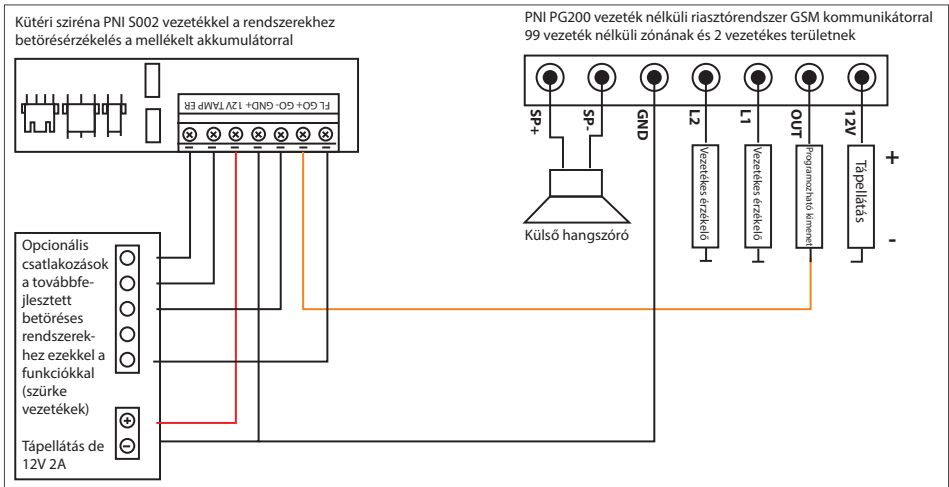 Kütéri sziréna PNI S002 vezetékkel a rendszerekhez
betörésérzékelés a mellékelt akkumulátorral
PNI PG200 vezeték nélküli riasztórendszer GSM kommunikátorral
99 vezeték nélküli zónának és 2 vezetékes területnek
FL GO+ GO- GND+ 12V TAMP ER
SP+
SP-
GND
L2
L1
OUT
12V
Vezetékes érzékelő
Vezetékes érzékelő
Programozható kimenet
Tápellátás
+
-
Külső hangszóró
Opcionális
csatlakozások
a továbbfe-
jlesztett
betöréses
rendszerek-
hez ezekkel a
funkciókkal
(szürke
vezetékek)
Tápellátás de
12V 2A